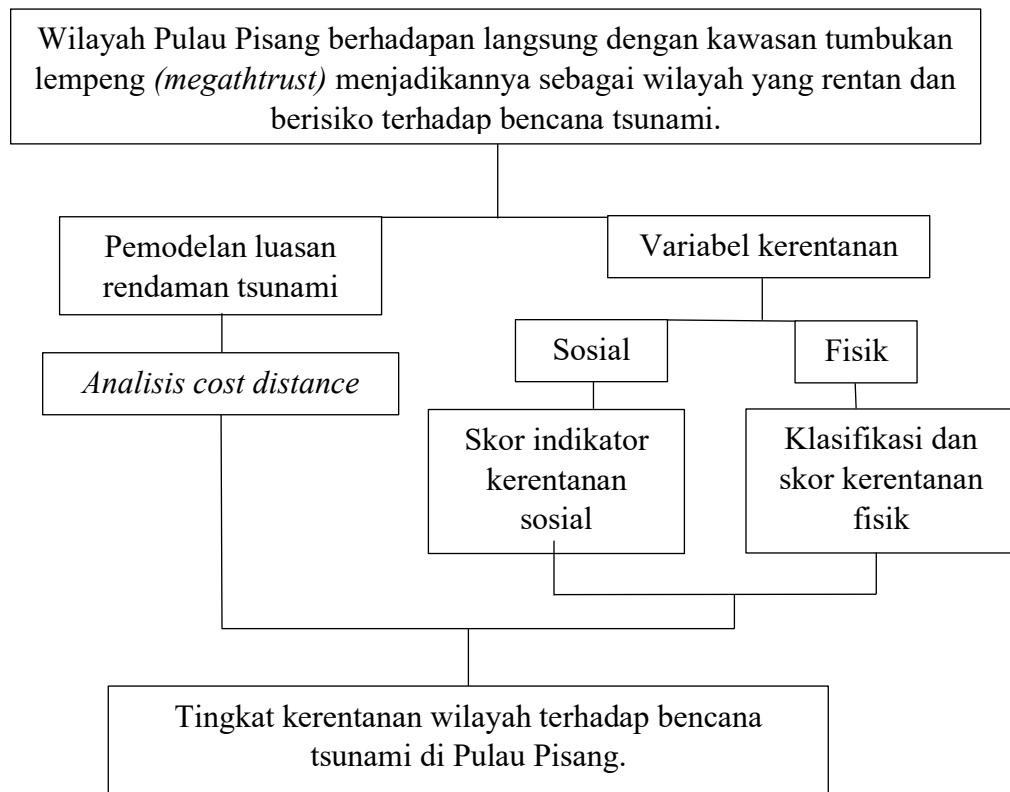 Wilayah Pulau Pisang berhadapan langsung dengan kawasan tumbukan
lempeng (megathtrust) menjadikannya sebagai wilayah yang rentan dan
berisiko terhadap bencana tsunami.
Pemodelan luasan
rendaman tsunami
Variabel kerentanan
Sosial
Fisik
Analisis cost distance
Skor indikator
kerentanan
sosial
Klasifikasi dan
skor kerentanan
fisik
Tingkat kerentanan wilayah terhadap bencana
tsunami di Pulau Pisang.